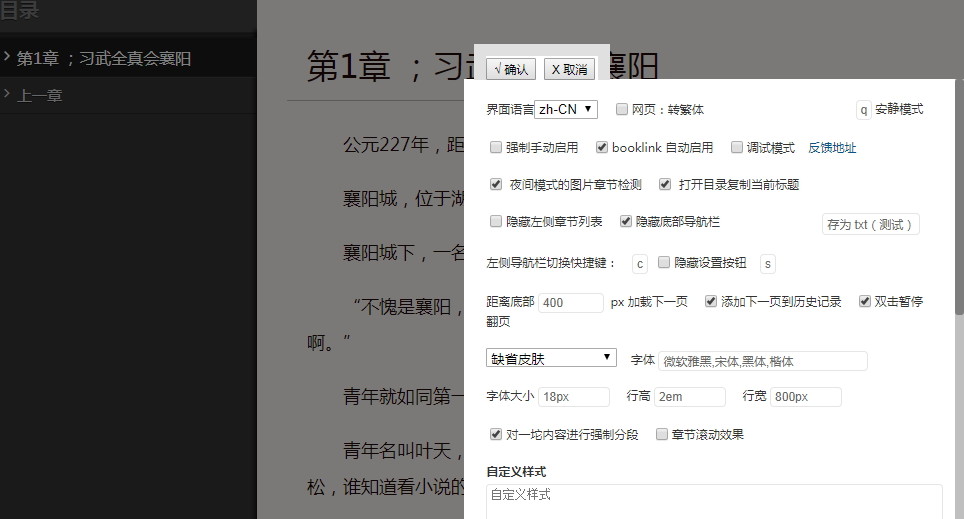 目录
第1章 ；习武全真会襄阳
上一章
第1章 ；习武 襄阳
公元227年，距
襄阳城，位于湖
襄阳城下，一名
“不愧是襄阳，
啊。”
青年就如同第一
青年名叫叶天，
松，谁知道看小说的
√ 确认 X 取消
界面语言 zh-CN 网页：转繁体 q 安静模式
强制手动启用 booklink 自动启用 调试模式 反馈地址
夜间模式的图片章节检测 打开目录复制当前标题
隐藏左侧章节列表 隐藏底部导航栏 存为 txt（测试）
左侧导航栏切换快捷键： c 隐藏设置按钮 s
距离底部 400 px 加载下一页 添加下一页到历史记录 双击暂停
翻页
缺省皮肤 字体 微软雅黑,宋体,黑体,楷体
字体大小 18px 行高 2em 行宽 800px
对一坨内容进行强制分段 章节滚动效果
自定义样式
自定义样式